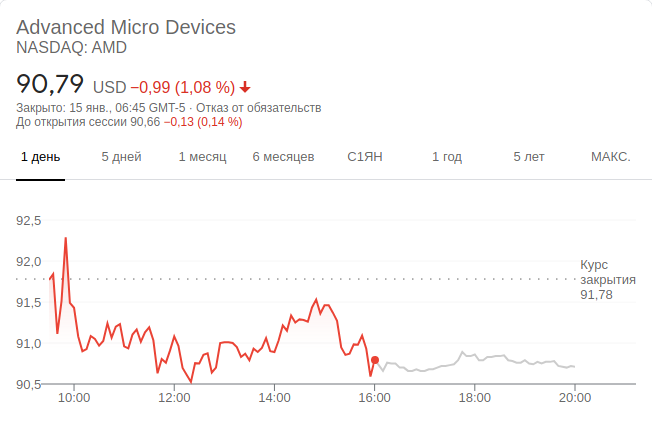 Advanced Micro Devices
NASDAQ: AMD
90,79 USD −0,99 (1,08 %)
Закрыто: 15 янв., 06:45 GMT-5 · Отказ от обязательств
До открытия сессии 90,66 −0,13 (0,14 %)
1 день 5 дней 1 месяц 6 месяцев С1ЯН 1 год 5 лет МАКС.
92,5
92,0
Курс
закрытия
91,78
91,5
91,0
90,5
10:00 12:00 14:00 16:00 18:00 20:00